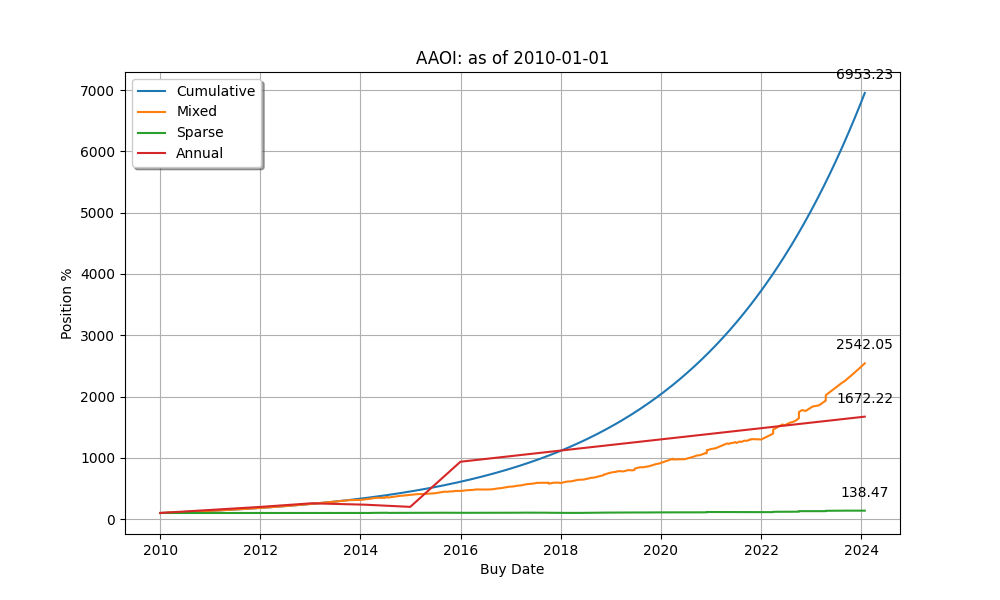 AAOI: as of 2010-01-01
6953.23
7000
Cumulative
Mixed
Sparse
Annual
6000
5000
4000
3000
2542.05
2000
1672.22
1000
138.47
0
2010 2012 2014 2016 2018 2020 2022 2024
Position %
Buy Date